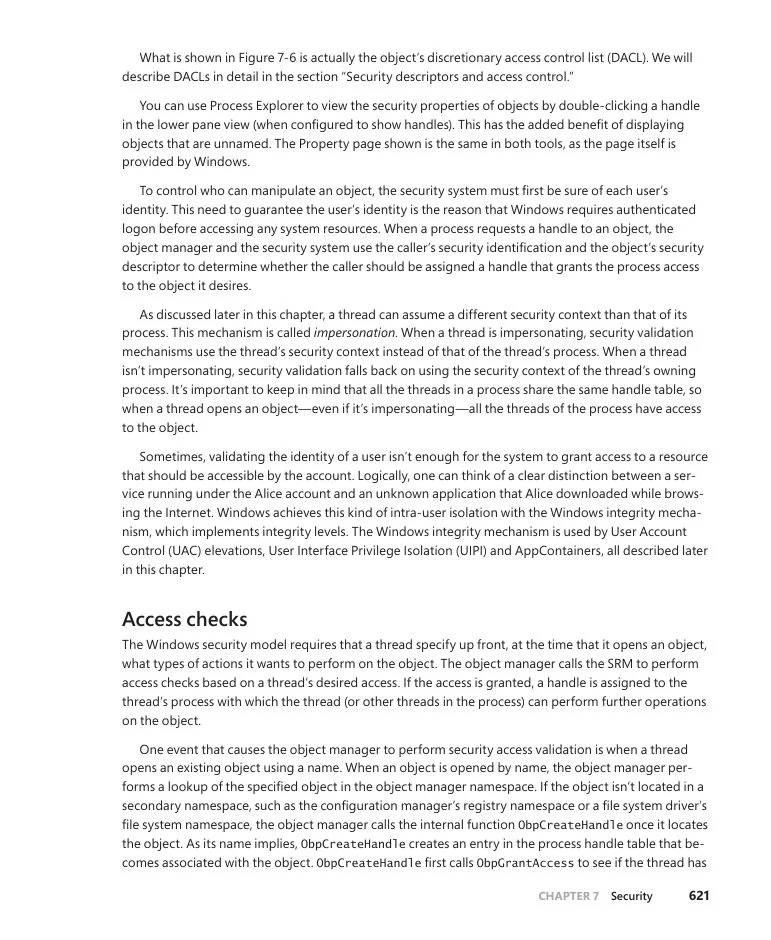 What is shown in Figure 7-6 is actually the object’s discretionary access control list (DACL). We will
describe DACLs in detail in the section “Security descriptors and access control.”
You can use Process Explorer to view the security properties of objects by double-clicking a handle
in the lower pane view (when configured to show handles). This has the added benefit of displaying
objects that are unnamed. The Property page shown is the same in both tools, as the page itself is
provided by Windows.
To control who can manipulate an object, the security system must first be sure of each user’s
identity. This need to guarantee the user’s identity is the reason that Windows requires authenticated
logon before accessing any system resources. When a process requests a handle to an object, the
object manager and the security system use the caller’s security identification and the object’s security
descriptor to determine whether the caller should be assigned a handle that grants the process access
to the object it desires.
As discussed later in this chapter, a thread can assume a different security context than that of its
process. This mechanism is called impersonation. When a thread is impersonating, security validation
mechanisms use the thread’s security context instead of that of the thread’s process. When a thread
isn’t impersonating, security validation falls back on using the security context of the thread’s owning
process. It’s important to keep in mind that all the threads in a process share the same handle table, so
when a thread opens an object—even if it’s impersonating—all the threads of the process have access
to the object.
Sometimes, validating the identity of a user isn’t enough for the system to grant access to a resource
that should be accessible by the account. Logically, one can think of a clear distinction between a ser-
vice running under the Alice account and an unknown application that Alice downloaded while brows-
ing the Internet. Windows achieves this kind of intra-user isolation with the Windows integrity mecha-
nism, which implements integrity levels. The Windows integrity mechanism is used by User Account
Control (UAC) elevations, User Interface Privilege Isolation (UIPI) and AppContainers, all described later
in this chapter.
Access checks
The Windows security model requires that a thread specify up front, at the time that it opens an object,
what types of actions it wants to perform on the object. The object manager calls the SRM to perform
access checks based on a thread’s desired access. If the access is granted, a handle is assigned to the
thread’s process with which the thread (or other threads in the process) can perform further operations
on the object.
One event that causes the object manager to perform security access validation is when a thread
opens an existing object using a name. When an object is opened by name, the object manager per-
forms a lookup of the specified object in the object manager namespace. If the object isn’t located in a
secondary namespace, such as the configuration manager’s registry namespace or a file system driver’s
file system namespace, the object manager calls the internal function ObpCreateHandle once it locates
the object. As its name implies, ObpCreateHandle creates an entry in the process handle table that be-
comes associated with the object. ObpCreateHandle first calls ObpGrantAccess to see if the thread has
CHAPTER 7 Security 621